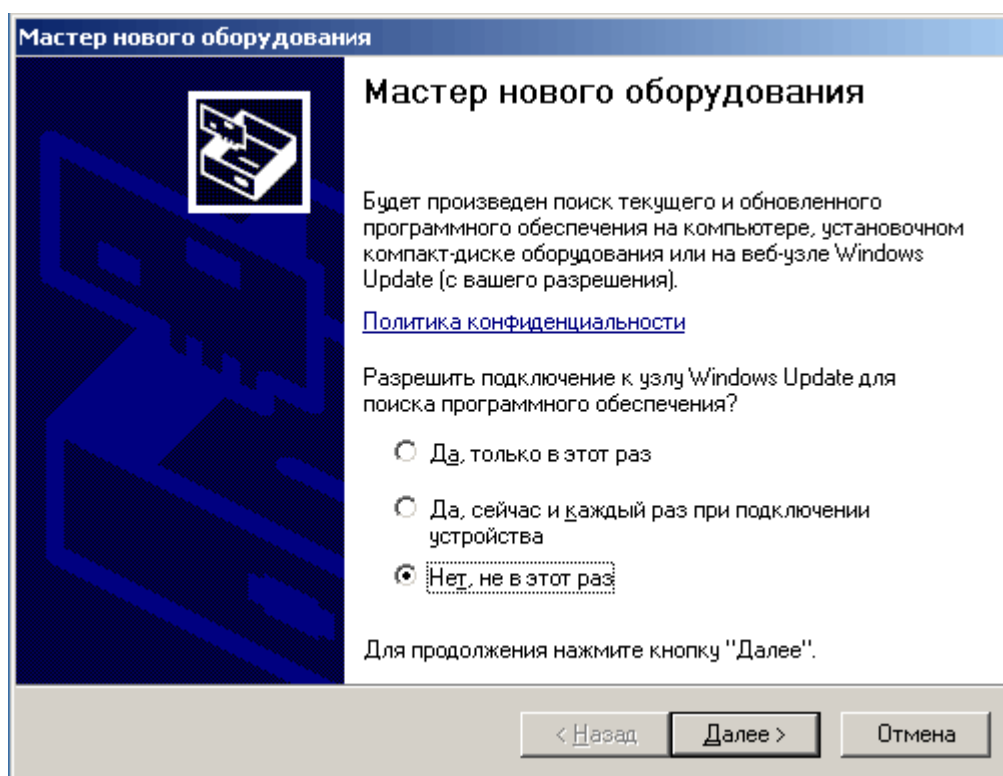 Мастер нового оборудования
Мастер нового оборудования
Будет произведен поиск текущего и обновленного
программного обеспечения на компьютере, установочном
компакт-диске оборудования или на веб-узле Windows
Update (с вашего разрешения).
Политика конфиденциальности
Разрешить подключение к узлу Windows Update для
поиска программного обеспечения?
Да, только в этот раз
Да, сейчас и каждый раз при подключении
устройства
Нет, не в этот раз
Для продолжения нажмите кнопку "Далее".
< Назад
Далее >
Отмена